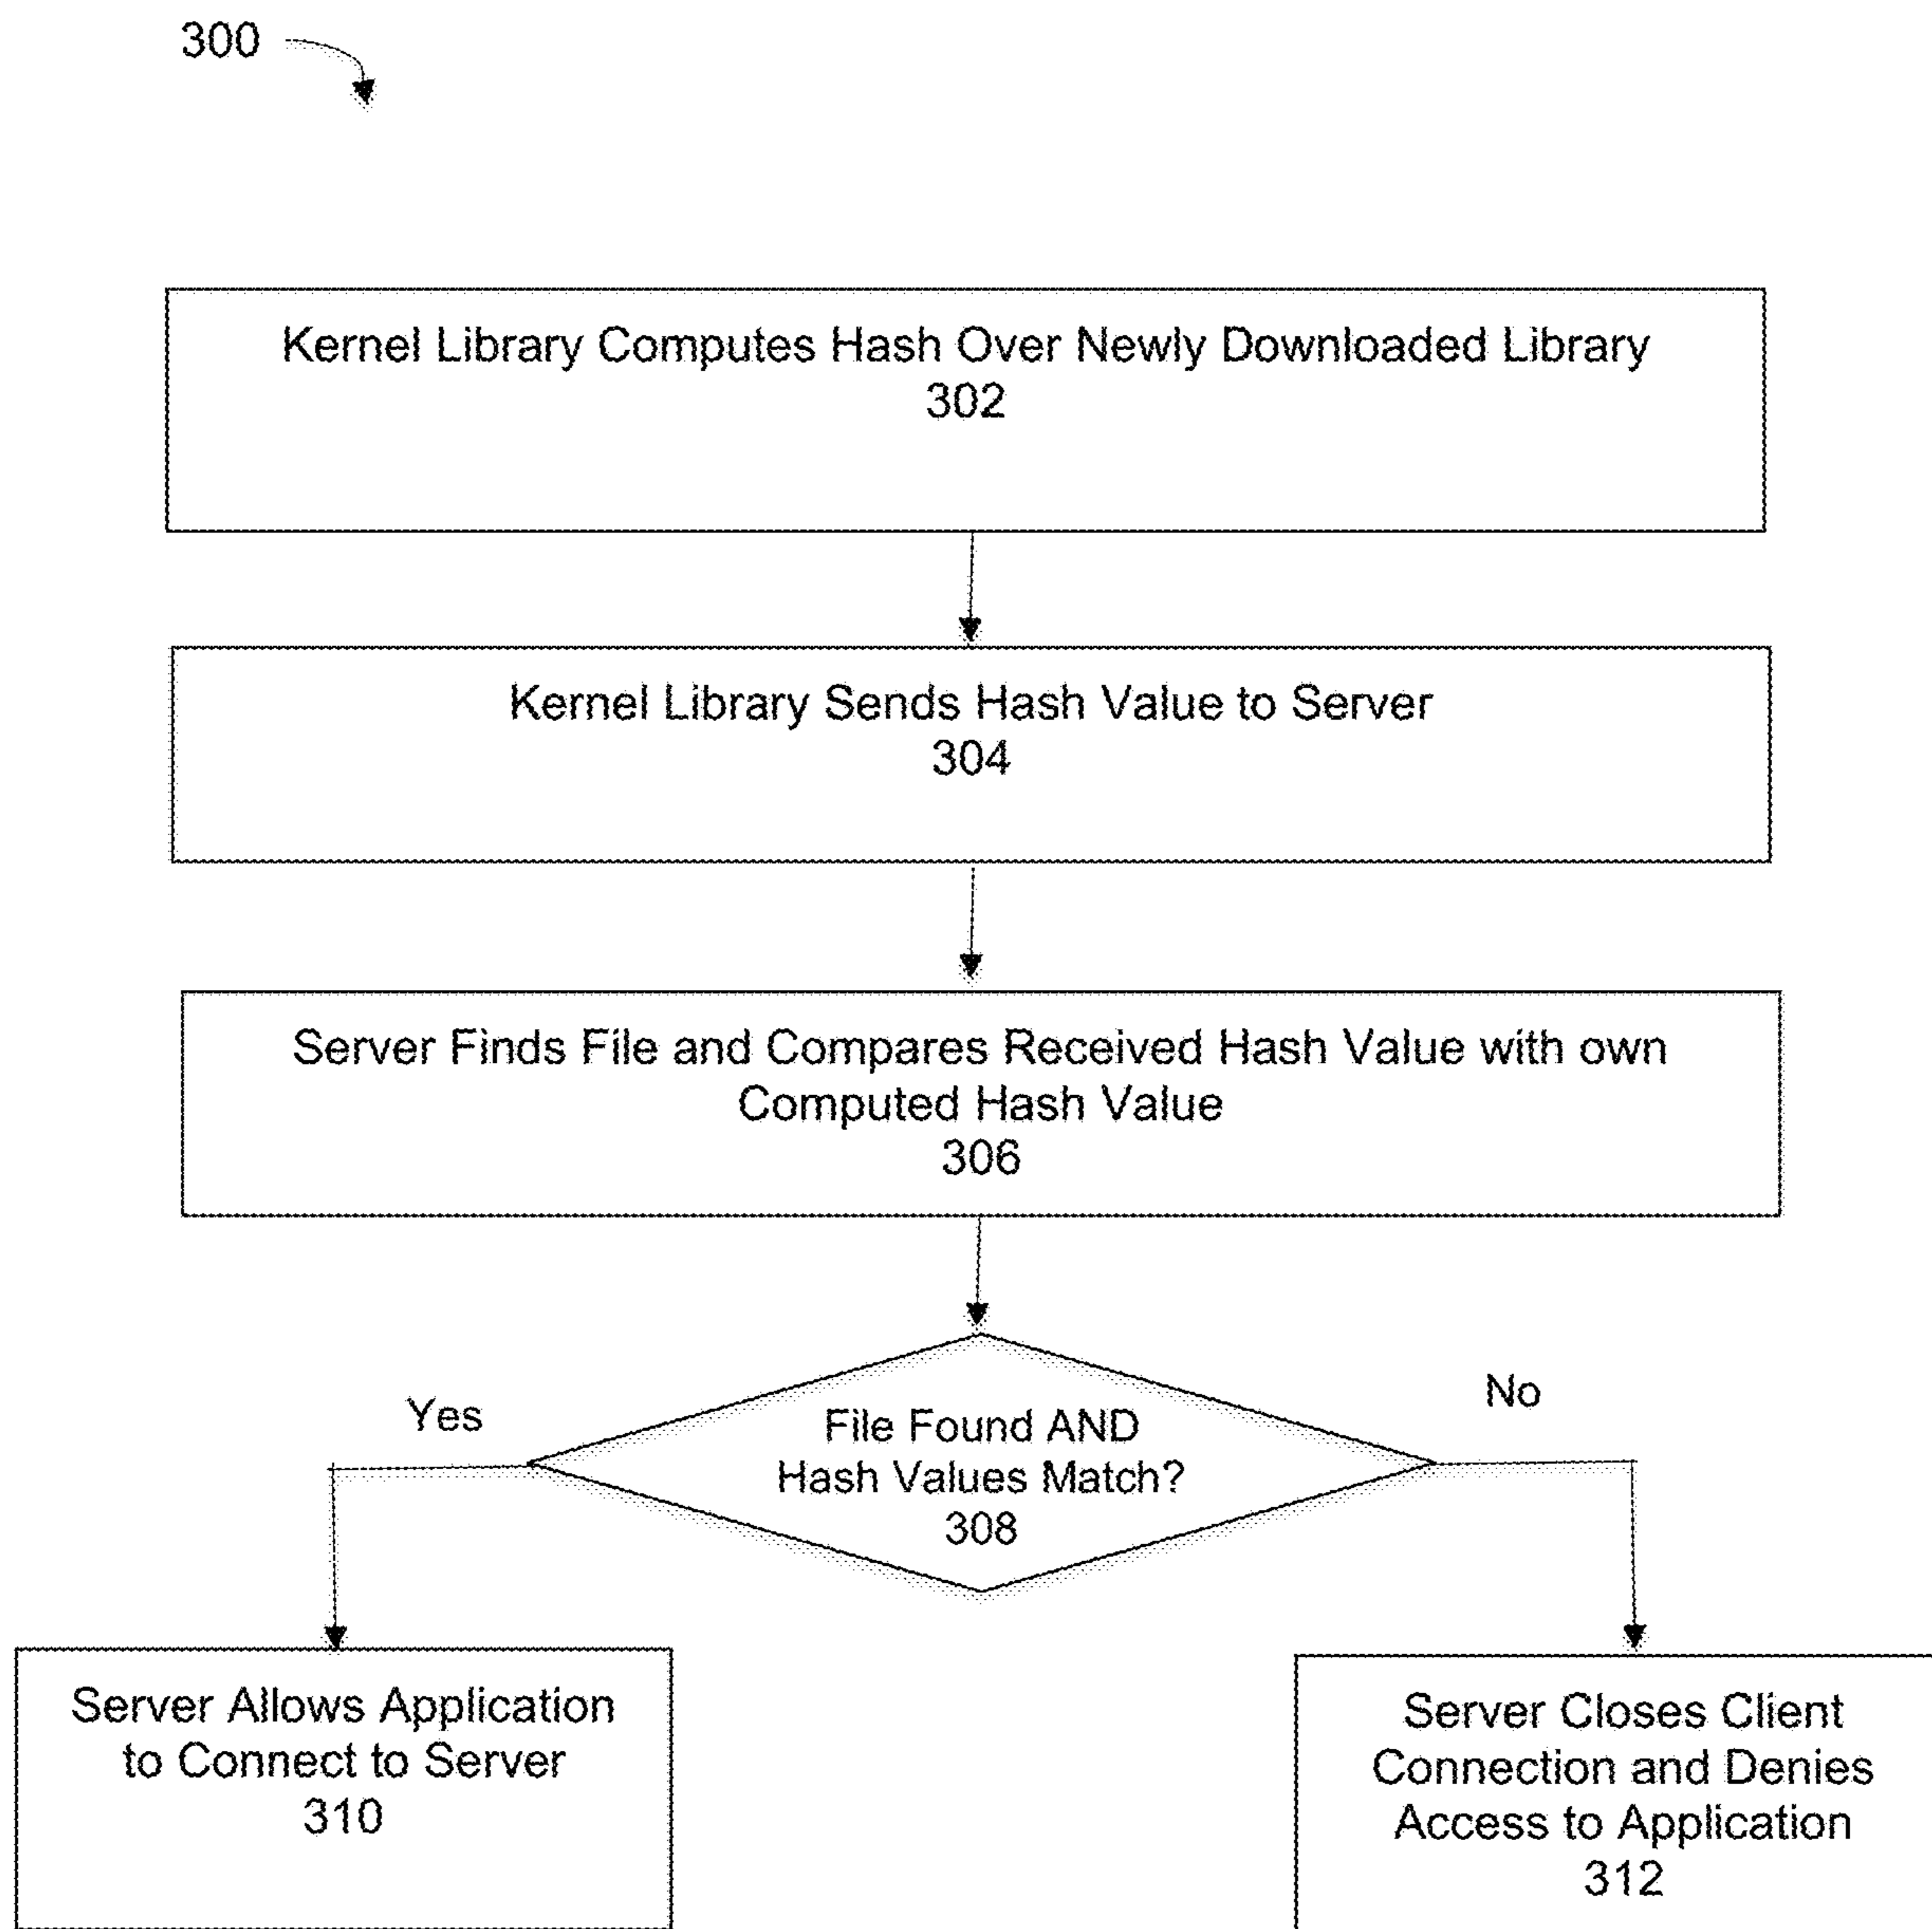 300
Kernel Library Computes Hash Over Newly Downloaded Library
302
Kernel Library Sends Hash Value to Server
304
Server Finds File and Compares Received Hash Value with own
Computed Hash Value
306
Yes
No
File Found AND
Hash Values Match?
308
Server Allows Application
to Connect to Server
310
Server Closes Client
Connection and Denies
Access to Application
312